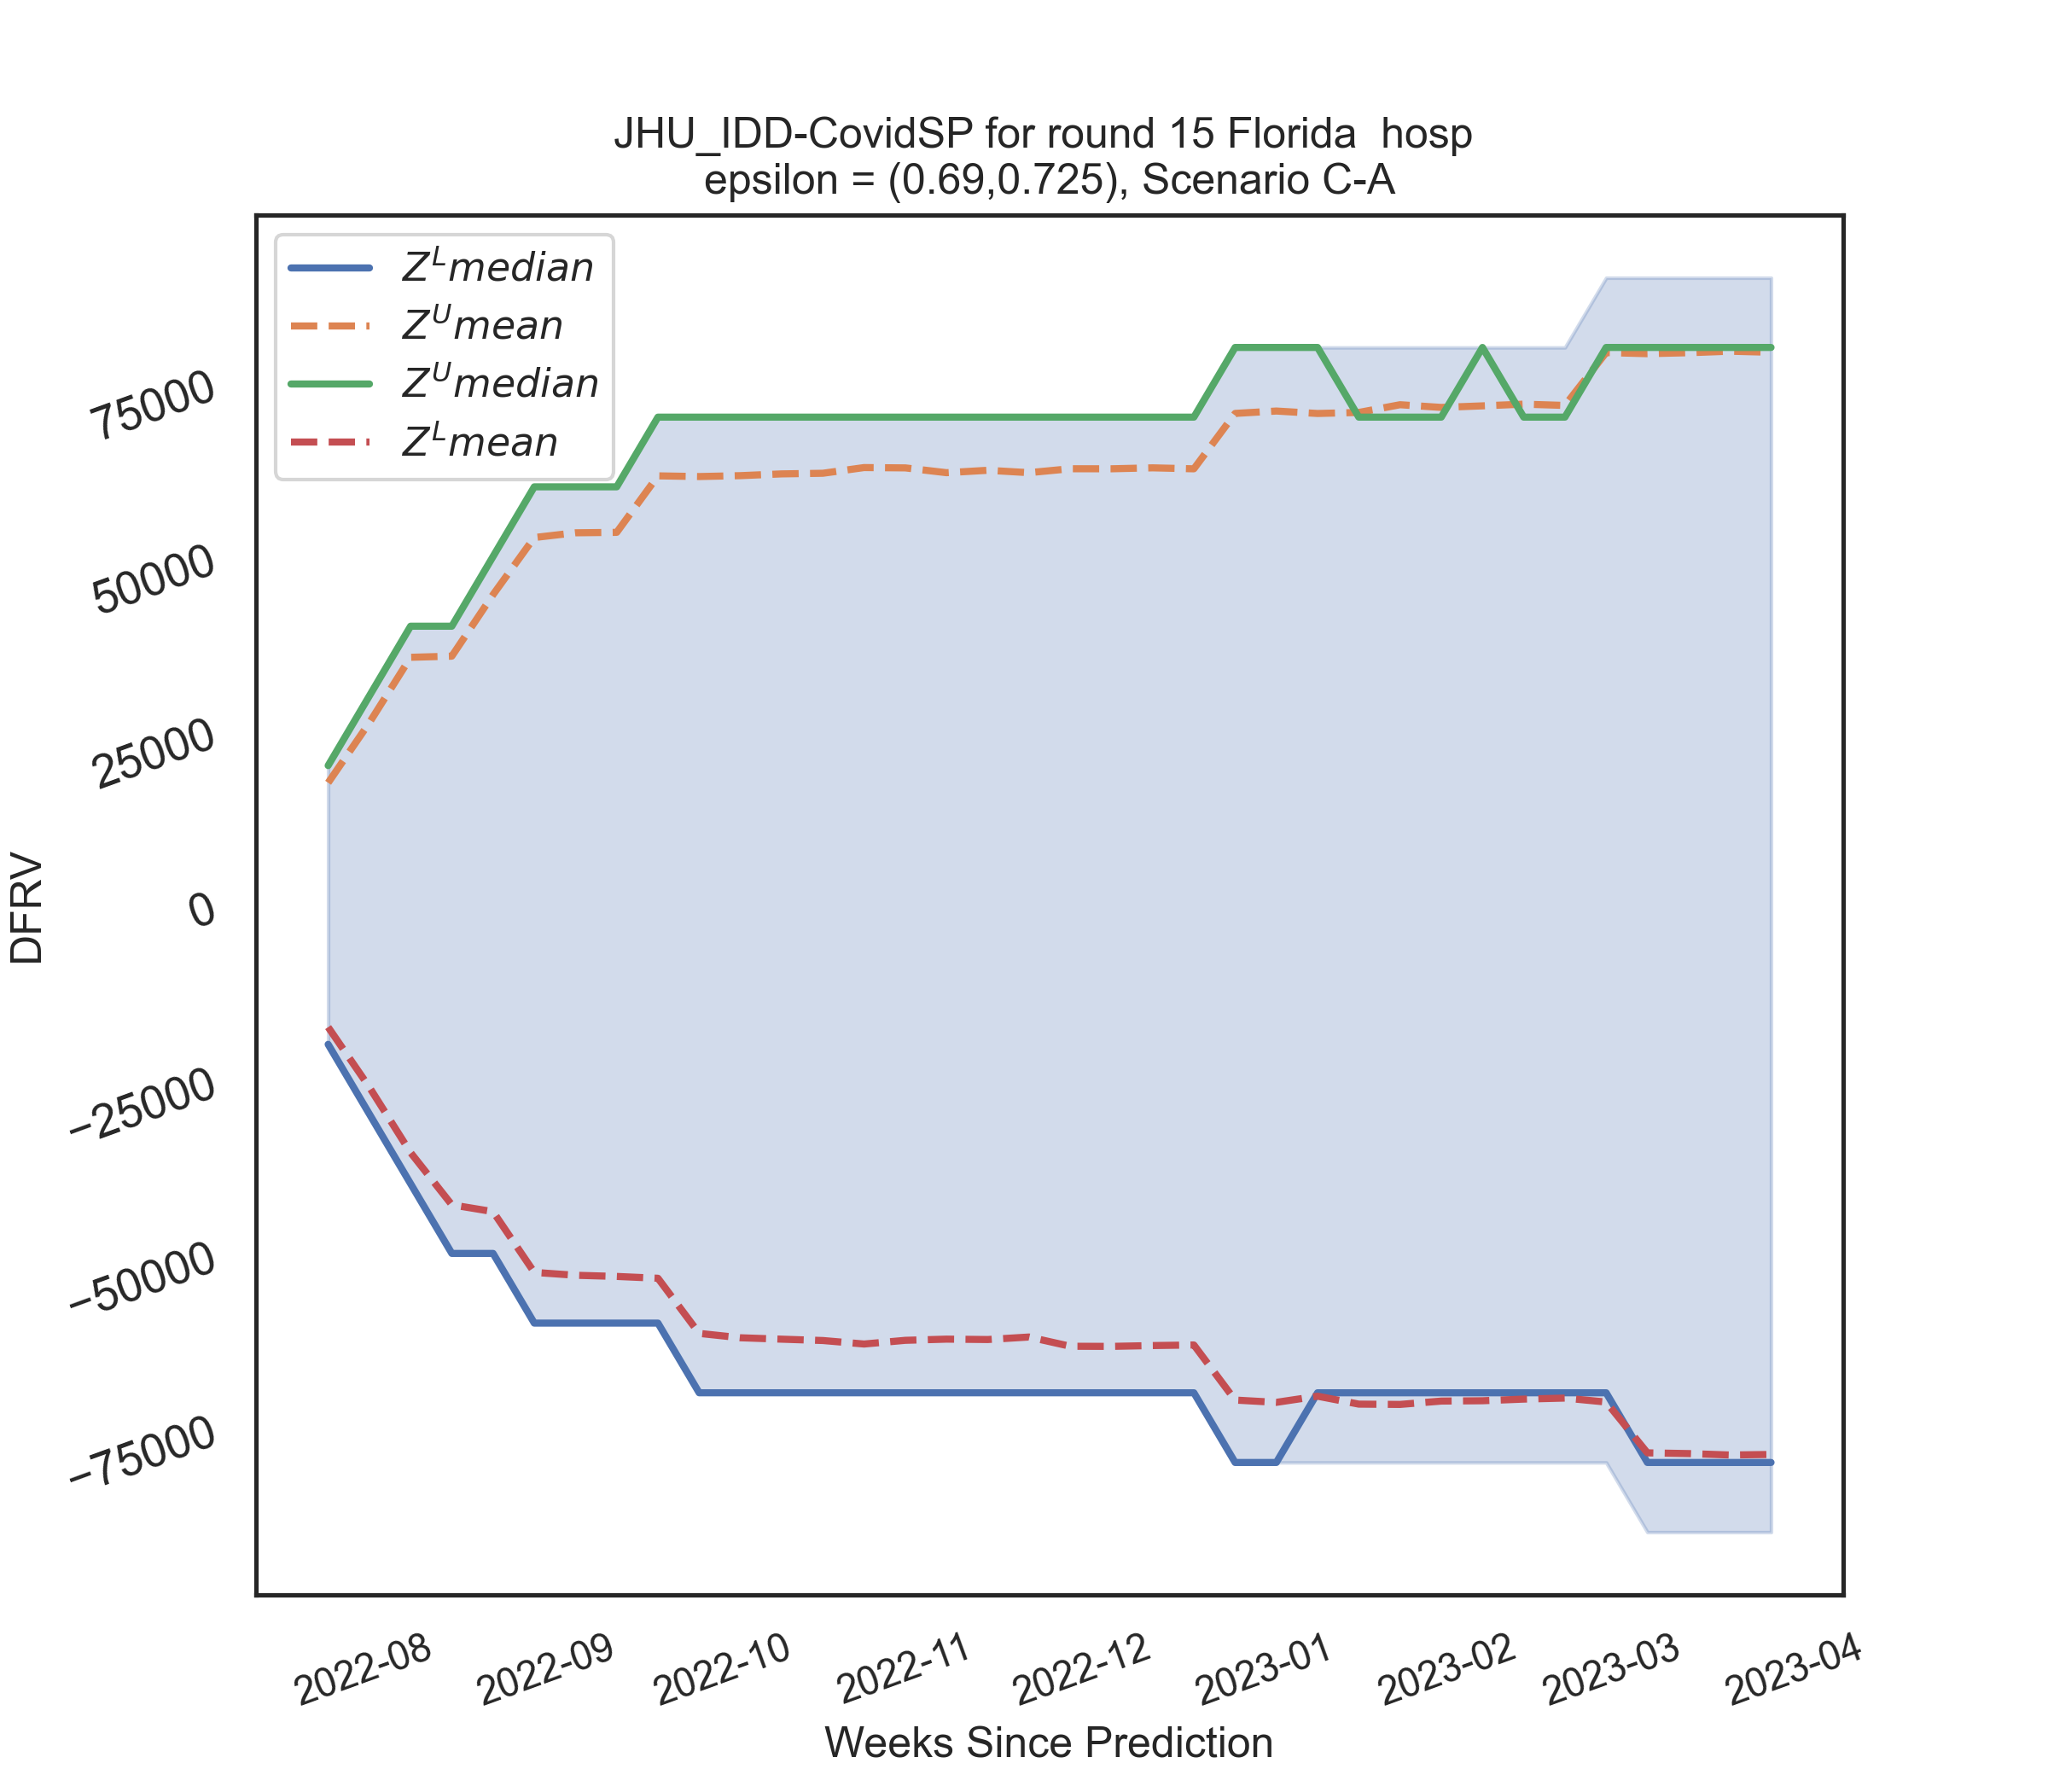 JHU_IDD-CovidSP for round 15 Florida  hosp
epsilon = (0.69,0.725), Scenario C-A
Z^L median
Z^U mean
Z^U median
Z^L mean
75000
50000
25000
0
−25000
−50000
−75000
DFRV
2022-08
2022-09
2022-10
2022-11
2022-12
2023-01
2023-02
2023-03
2023-04
Weeks Since Prediction